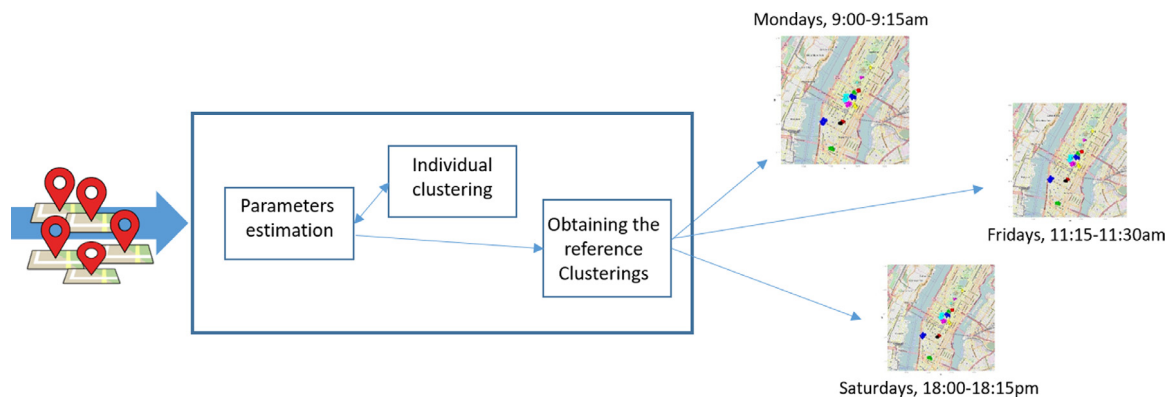 Mondays, 9:00-9:15am
Individual
clustering
Parameters
estimation
Obtaining the
reference
Clusterings
Fridays, 11:15-11:30am
Saturdays, 18:00-18:15pm